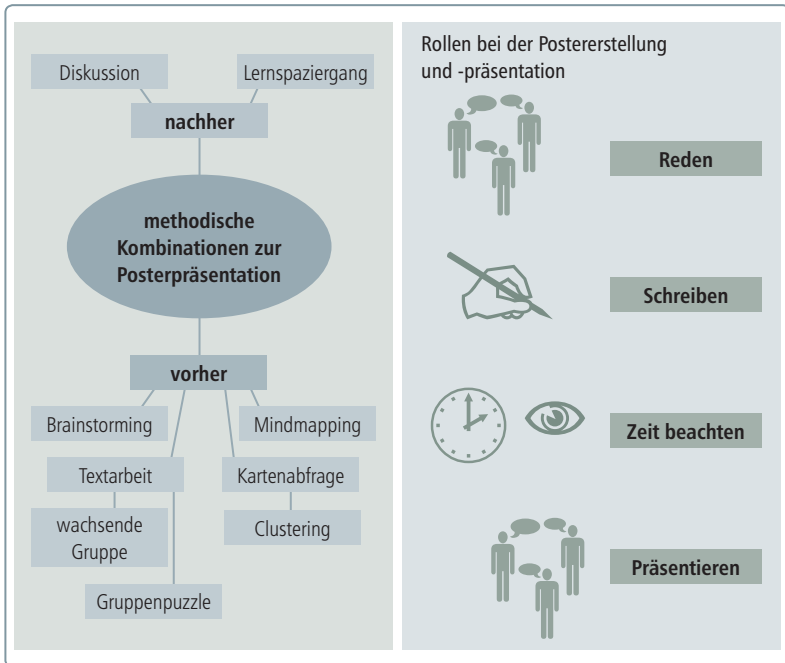 Diskussion
Lernspaziergang
nachher
methodische
Kombinationen zur
Posterpräsentation
vorher
Brainstorming
Mindmapping
Textarbeit
Kartenabfrage
wachsende
Gruppe
Clustering
Gruppenpuzzle
Rollen bei der Postererstellung
und -präsentation
Reden
Schreiben
Zeit beachten
Präsentieren